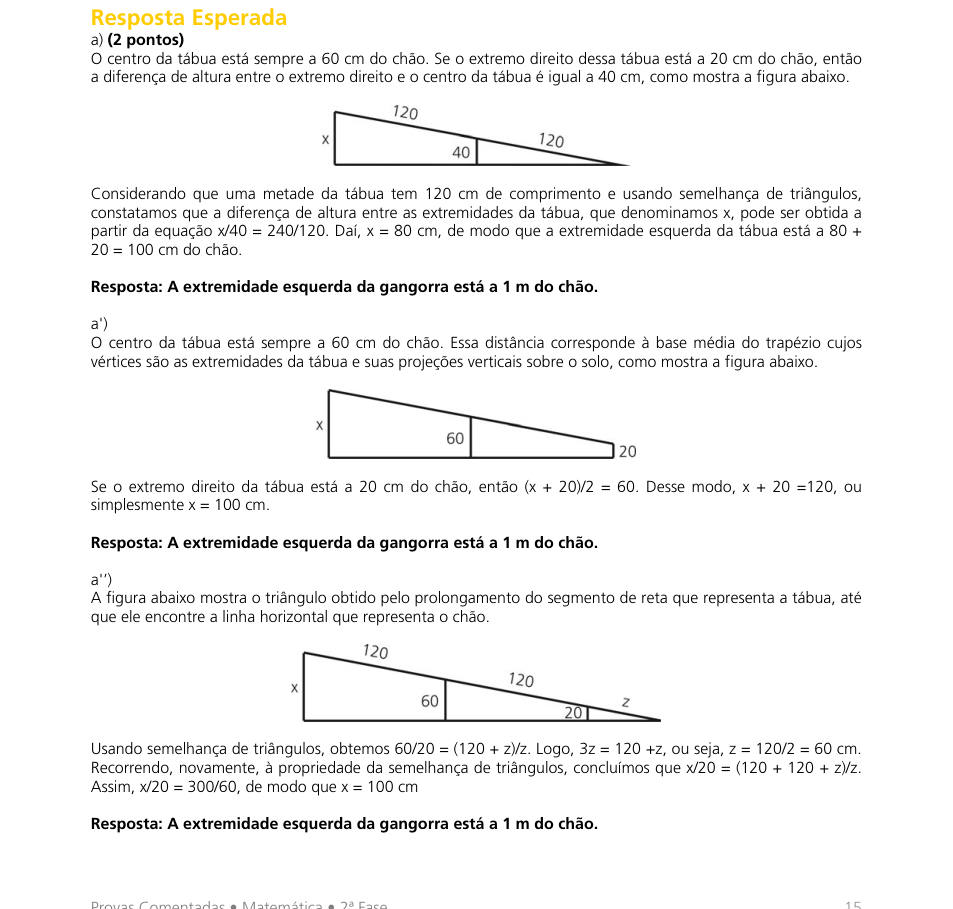 Resposta Esperada
a) (2 pontos)
O centro da tábua está sempre a 60 cm do chão. Se o extremo direito dessa tábua está a 20 cm do chão, então
a diferença de altura entre o extremo direito e o centro da tábua é igual a 40 cm, como mostra a figura abaixo.
120
x
40
120
Considerando que uma metade da tábua tem 120 cm de comprimento e usando semelhança de triângulos,
constatamos que a diferença de altura entre as extremidades da tábua, que denominamos x, pode ser obtida a
partir da equação x/40 = 240/120. Daí, x = 80 cm, de modo que a extremidade esquerda da tábua está a 80 +
20 = 100 cm do chão.
Resposta: A extremidade esquerda da gangorra está a 1 m do chão.
a')
O centro da tábua está sempre a 60 cm do chão. Essa distância corresponde à base média do trapézio cujos
vértices são as extremidades da tábua e suas projeções verticais sobre o solo, como mostra a figura abaixo.
x
60
20
Se o extremo direito da tábua está a 20 cm do chão, então (x + 20)/2 = 60. Desse modo, x + 20 =120, ou
simplesmente x = 100 cm.
Resposta: A extremidade esquerda da gangorra está a 1 m do chão.
a'’)
A figura abaixo mostra o triângulo obtido pelo prolongamento do segmento de reta que representa a tábua, até
que ele encontre a linha horizontal que representa o chão.
120
x
60
120
20
z
Usando semelhança de triângulos, obtemos 60/20 = (120 + z)/z. Logo, 3z = 120 +z, ou seja, z = 120/2 = 60 cm.
Recorrendo, novamente, à propriedade da semelhança de triângulos, concluímos que x/20 = (120 + 120 + z)/z.
Assim, x/20 = 300/60, de modo que x = 100 cm
Resposta: A extremidade esquerda da gangorra está a 1 m do chão.
Provas Comentadas • Matemática • 2ª Fase
15